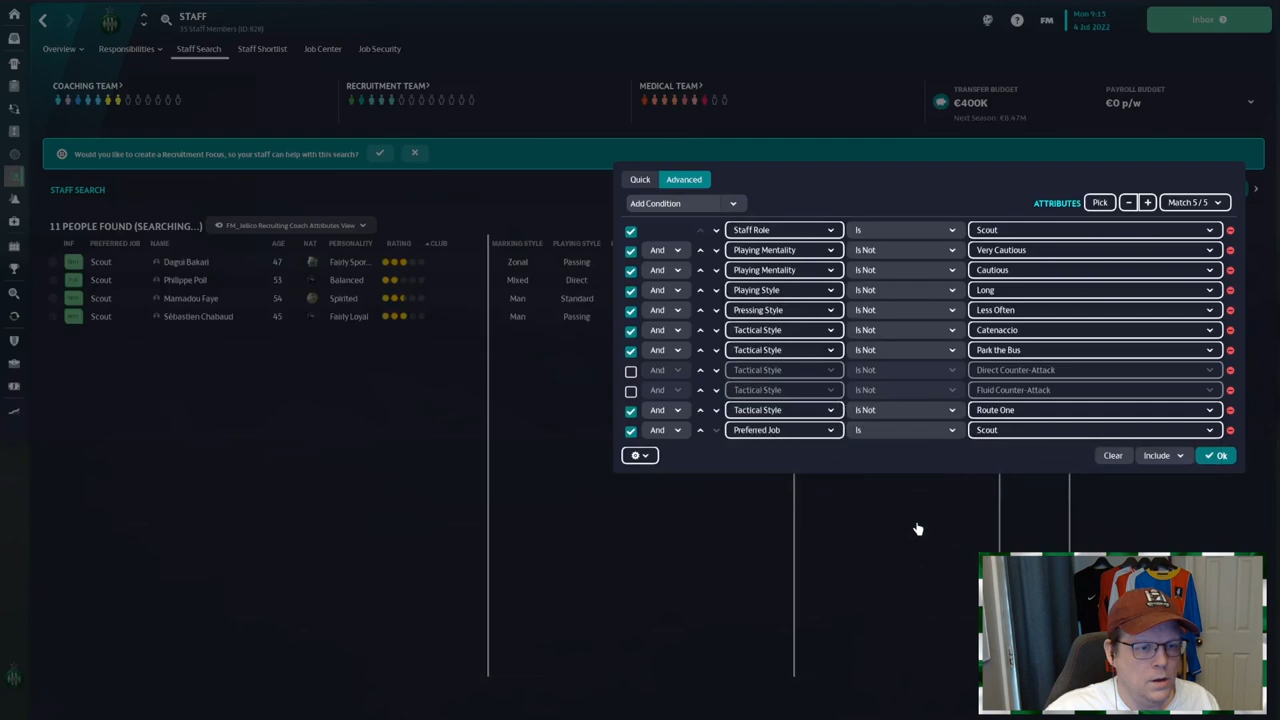 STAFF
35 Staff Members (ID:828)
FM
Mon 9:15
4 Jul 2022
Inbox
Overview
Responsibilities
Staff Search
Staff Shortlist
Job Center
Job Security
COACHING TEAM>
RECRUITMENT TEAM>
MEDICAL TEAM>
TRANSFER BUDGET
€400K
Next Season: €8.47M
PAYROLL BUDGET
€0 p/w
Would you like to create a Recruitment Focus, so your staff can help with this search?
STAFF SEARCH
11 PEOPLE FOUND (SEARCHING...)
FM_Jellico Recruiting Coach Attributes View
INF PREFERRED JOB NAME AGE NAT PERSONALITY RATING CLUB MARKING STYLE PLAYING STYLE
Scout Dagui Bakari 47 Fairly Spor... Zonal Passing
Scout Philippe Poil 53 Balanced Mixed Direct
Scout Mamadou Faye 54 Spirited Man Standard
Scout Sébastien Chabaud 45 Fairly Loyal Man Passing
Quick Advanced
Add Condition
ATTRIBUTES Pick - + Match 5 / 5
Staff Role Is Scout
And Playing Mentality Is Not Very Cautious
And Playing Mentality Is Not Cautious
And Playing Style Is Not Long
And Pressing Style Is Not Less Often
And Tactical Style Is Not Catenaccio
And Tactical Style Is Not Park the Bus
And Tactical Style Is Not Direct Counter-Attack
And Tactical Style Is Not Fluid Counter-Attack
And Tactical Style Is Not Route One
And Preferred Job Is Scout
Clear Include Ok